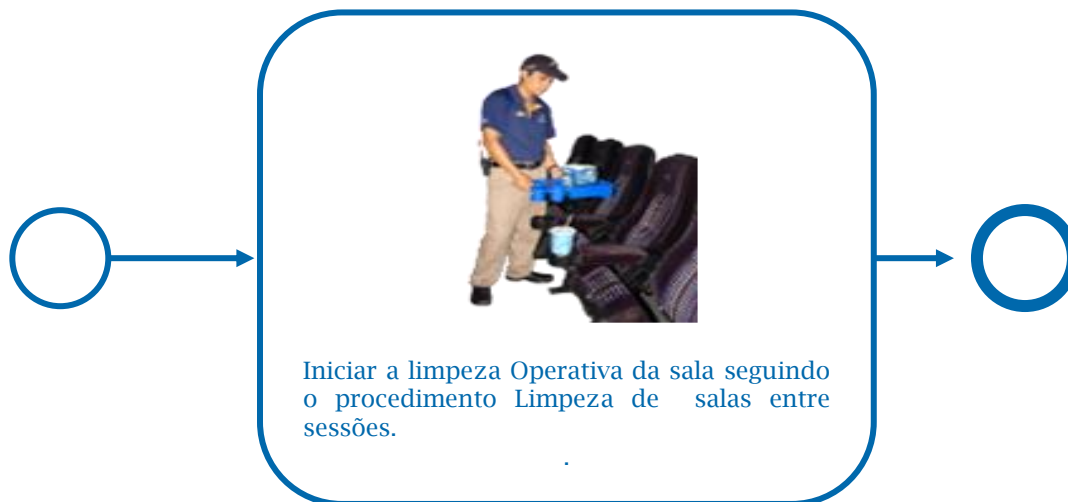 Iniciar a limpeza Operativa da sala seguindo
o procedimento Limpeza de salas entre
sessões.
.